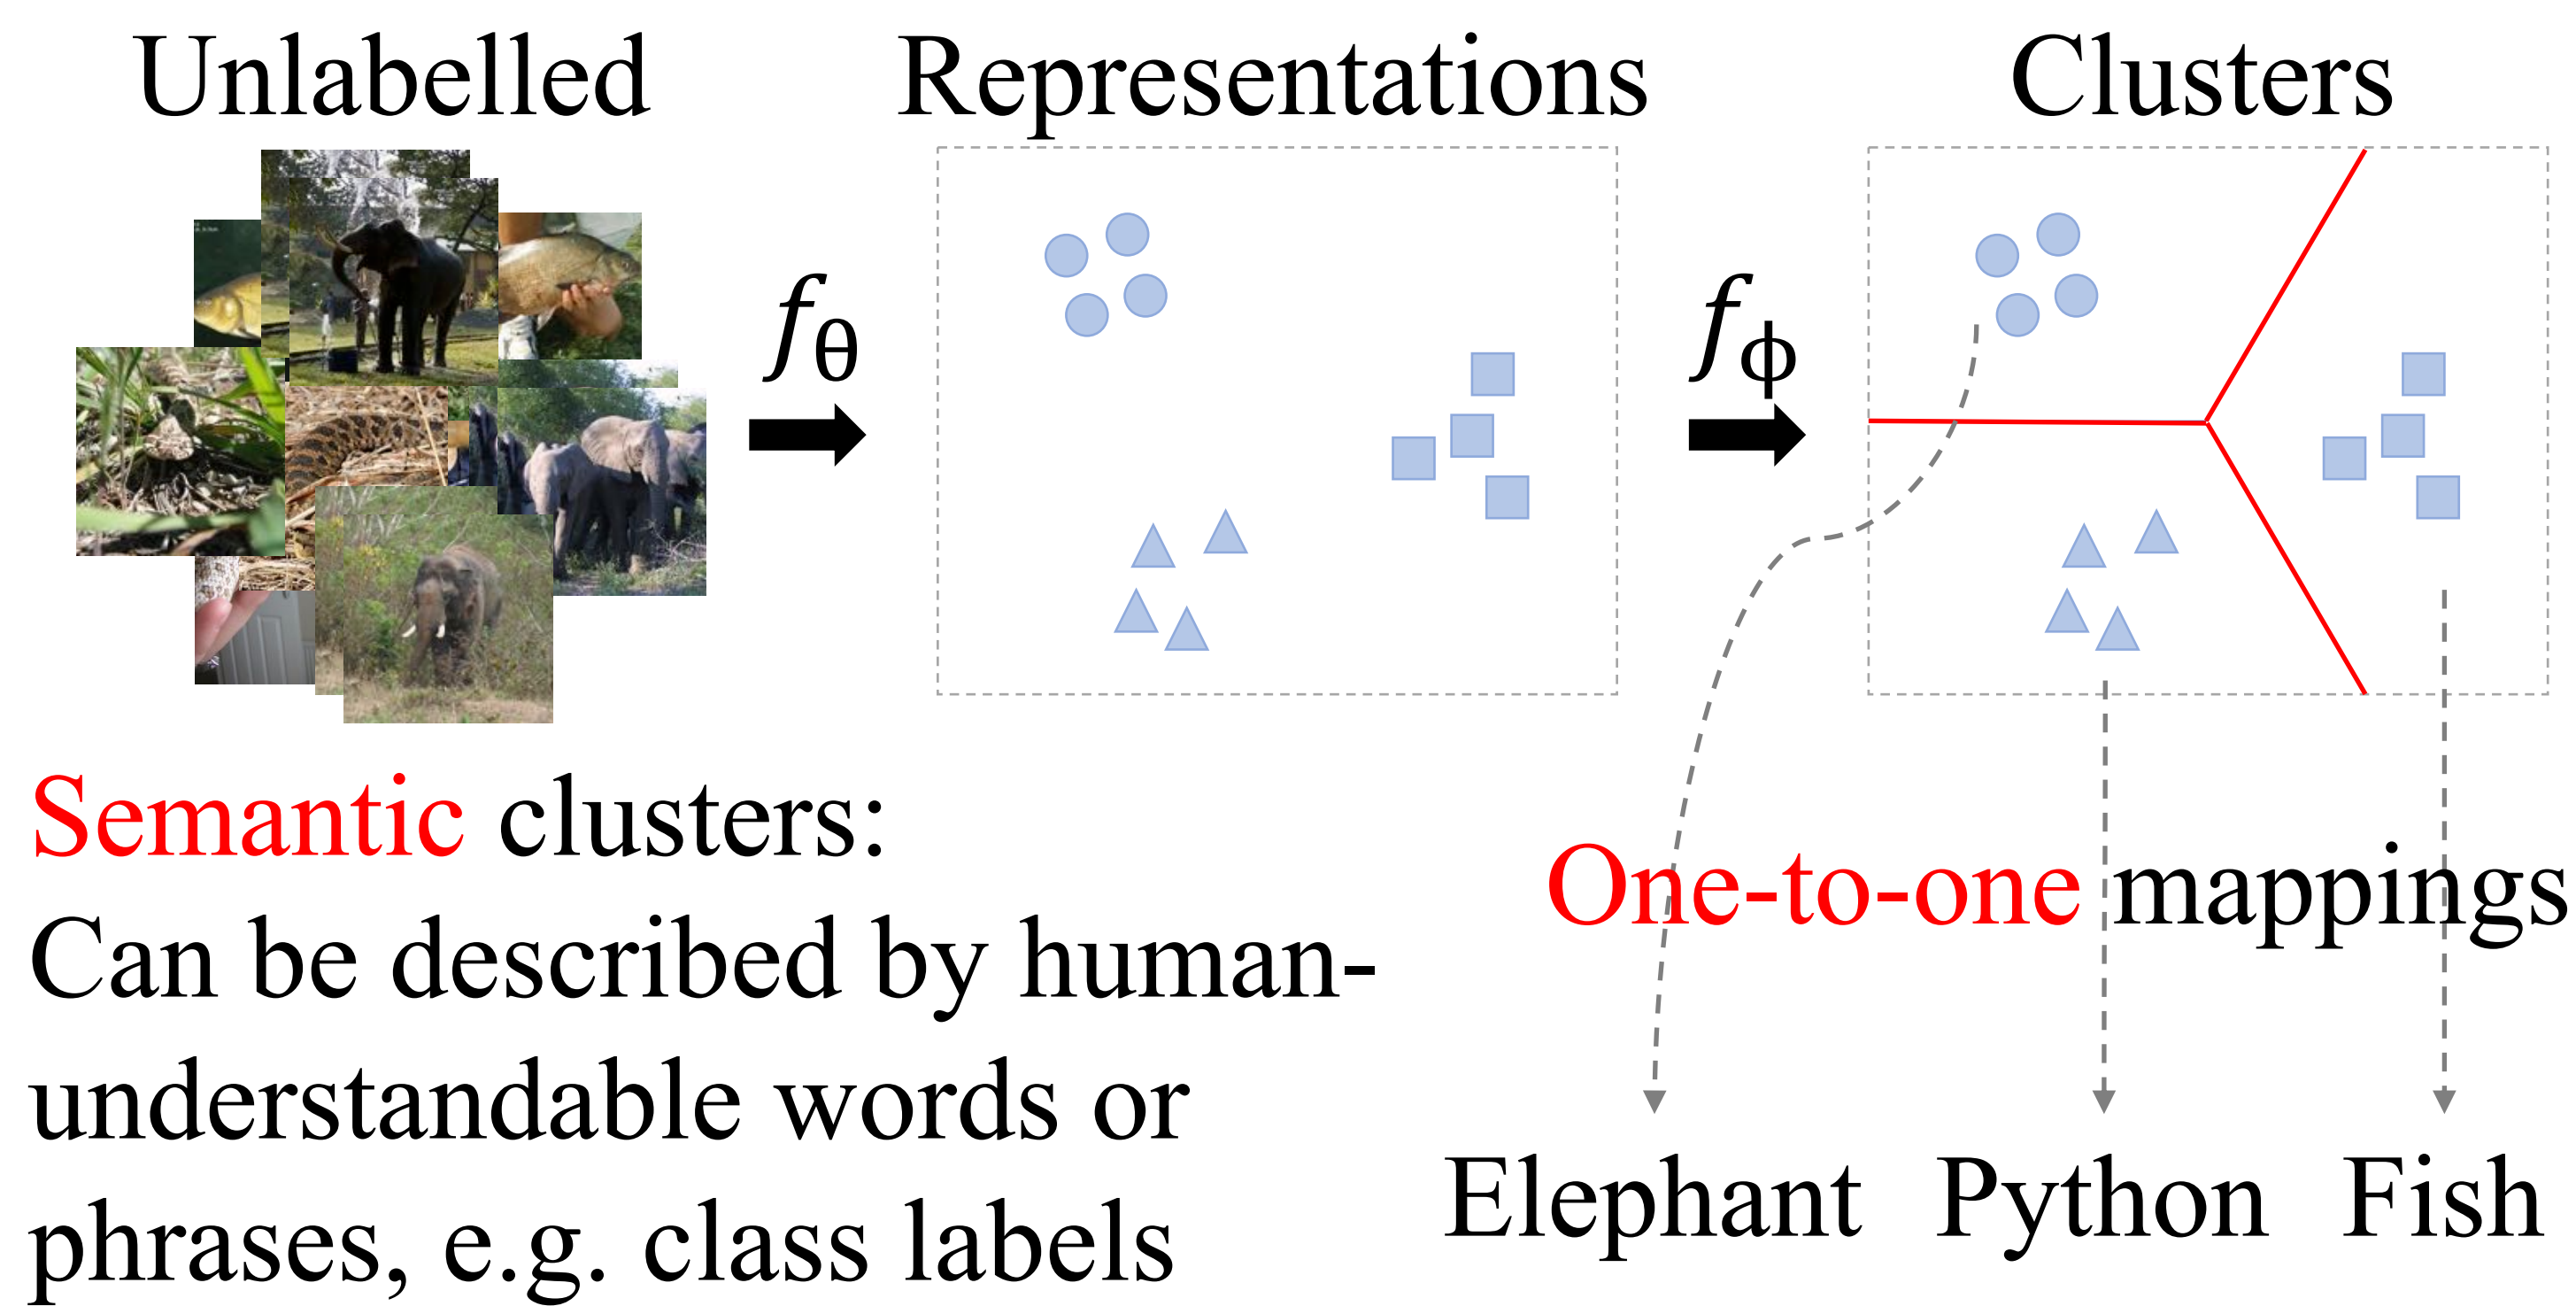 Unlabelled
Representations
Clusters
fθ
fϕ
Semantic clusters:
Can be described by human-
understandable words or
phrases, e.g. class labels
One-to-one mappings
Elephant
Python
Fish